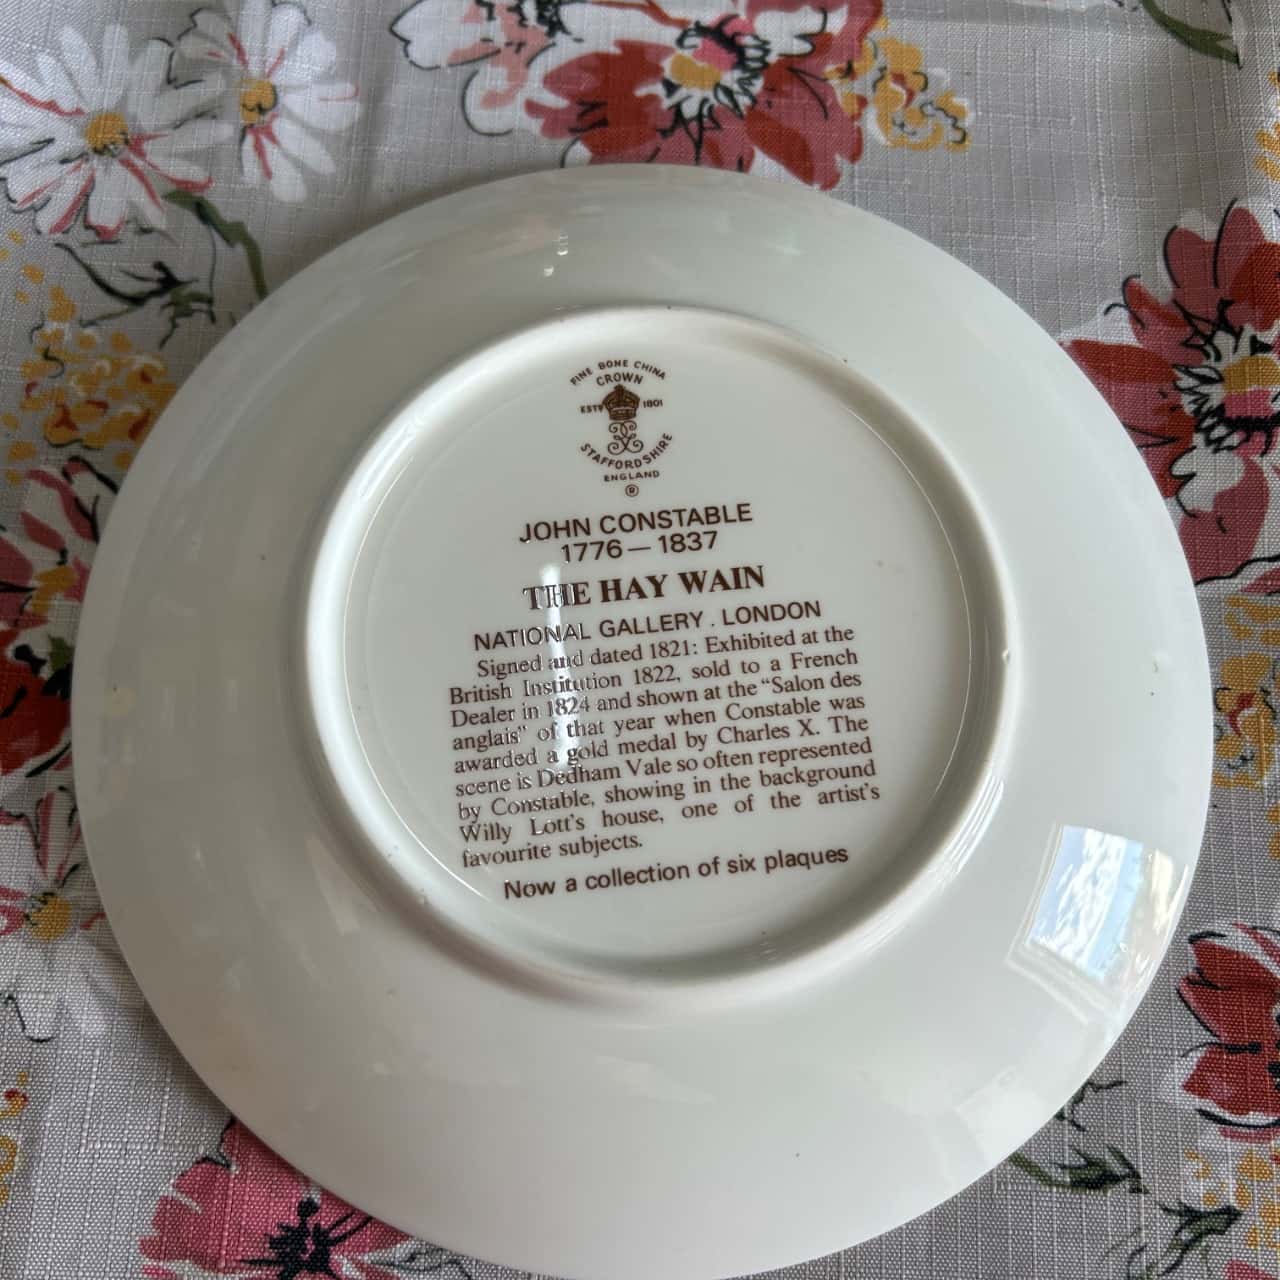 FINE BONE CHINA
CROWN
ESTD 1801
STAFFORDSHIRE
ENGLAND
®
JOHN CONSTABLE
1776 — 1837
THE HAY WAIN
NATIONAL GALLERY . LONDON
Signed and dated 1821: Exhibited at the
British Institution 1822, sold to a French
Dealer in 1824 and shown at the “Salon des
anglais” of that year when Constable was
awarded a gold medal by Charles X. The
scene is Dedham Vale so often represented
by Constable, showing in the background
Willy Lott's house, one of the artist's
favourite subjects.
Now a collection of six plaques